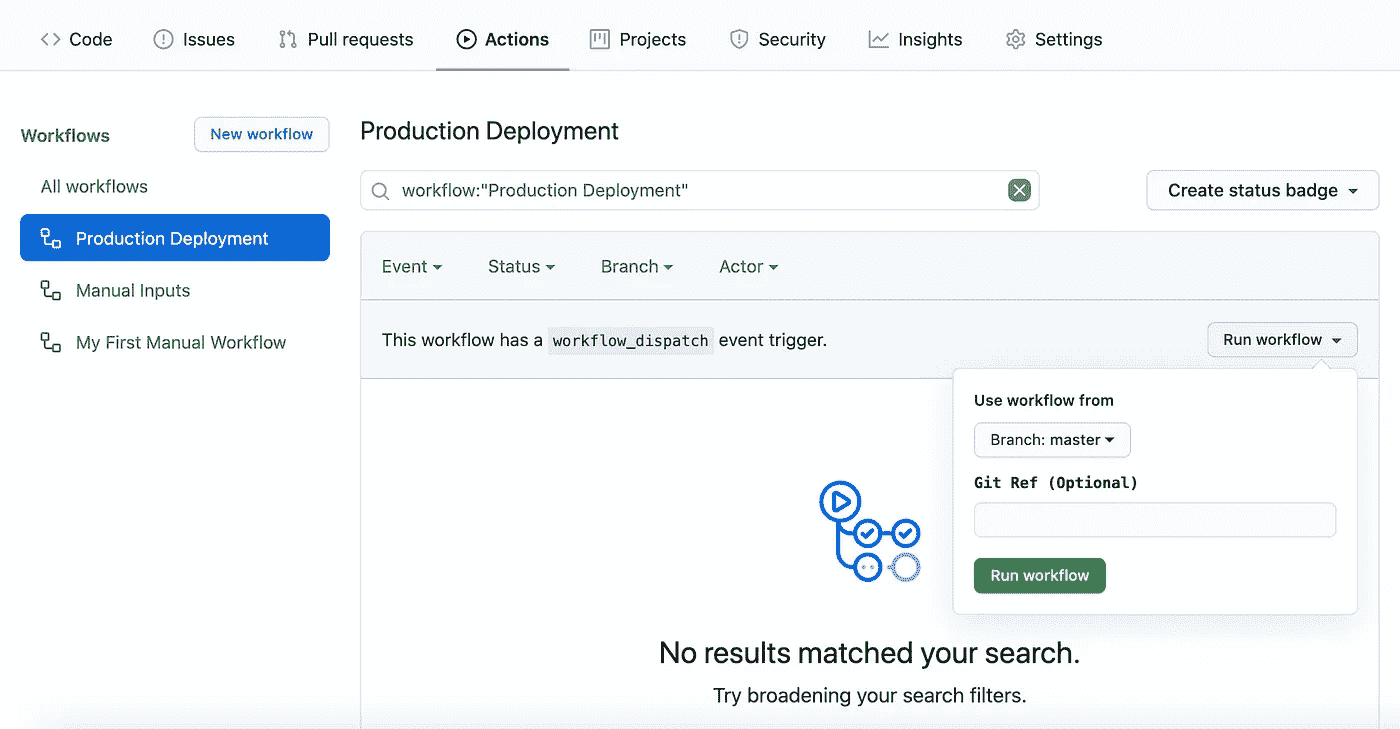 Code Issues Pull requests Actions Projects Security Insights Settings
Workflows
New workflow
All workflows
Production Deployment
Manual Inputs
My First Manual Workflow
Production Deployment
workflow:"Production Deployment"
Create status badge
Event Status Branch Actor
This workflow has a workflow_dispatch event trigger.
Run workflow
Use workflow from
Branch: master
Git Ref (Optional)
Run workflow
No results matched your search.
Try broadening your search filters.